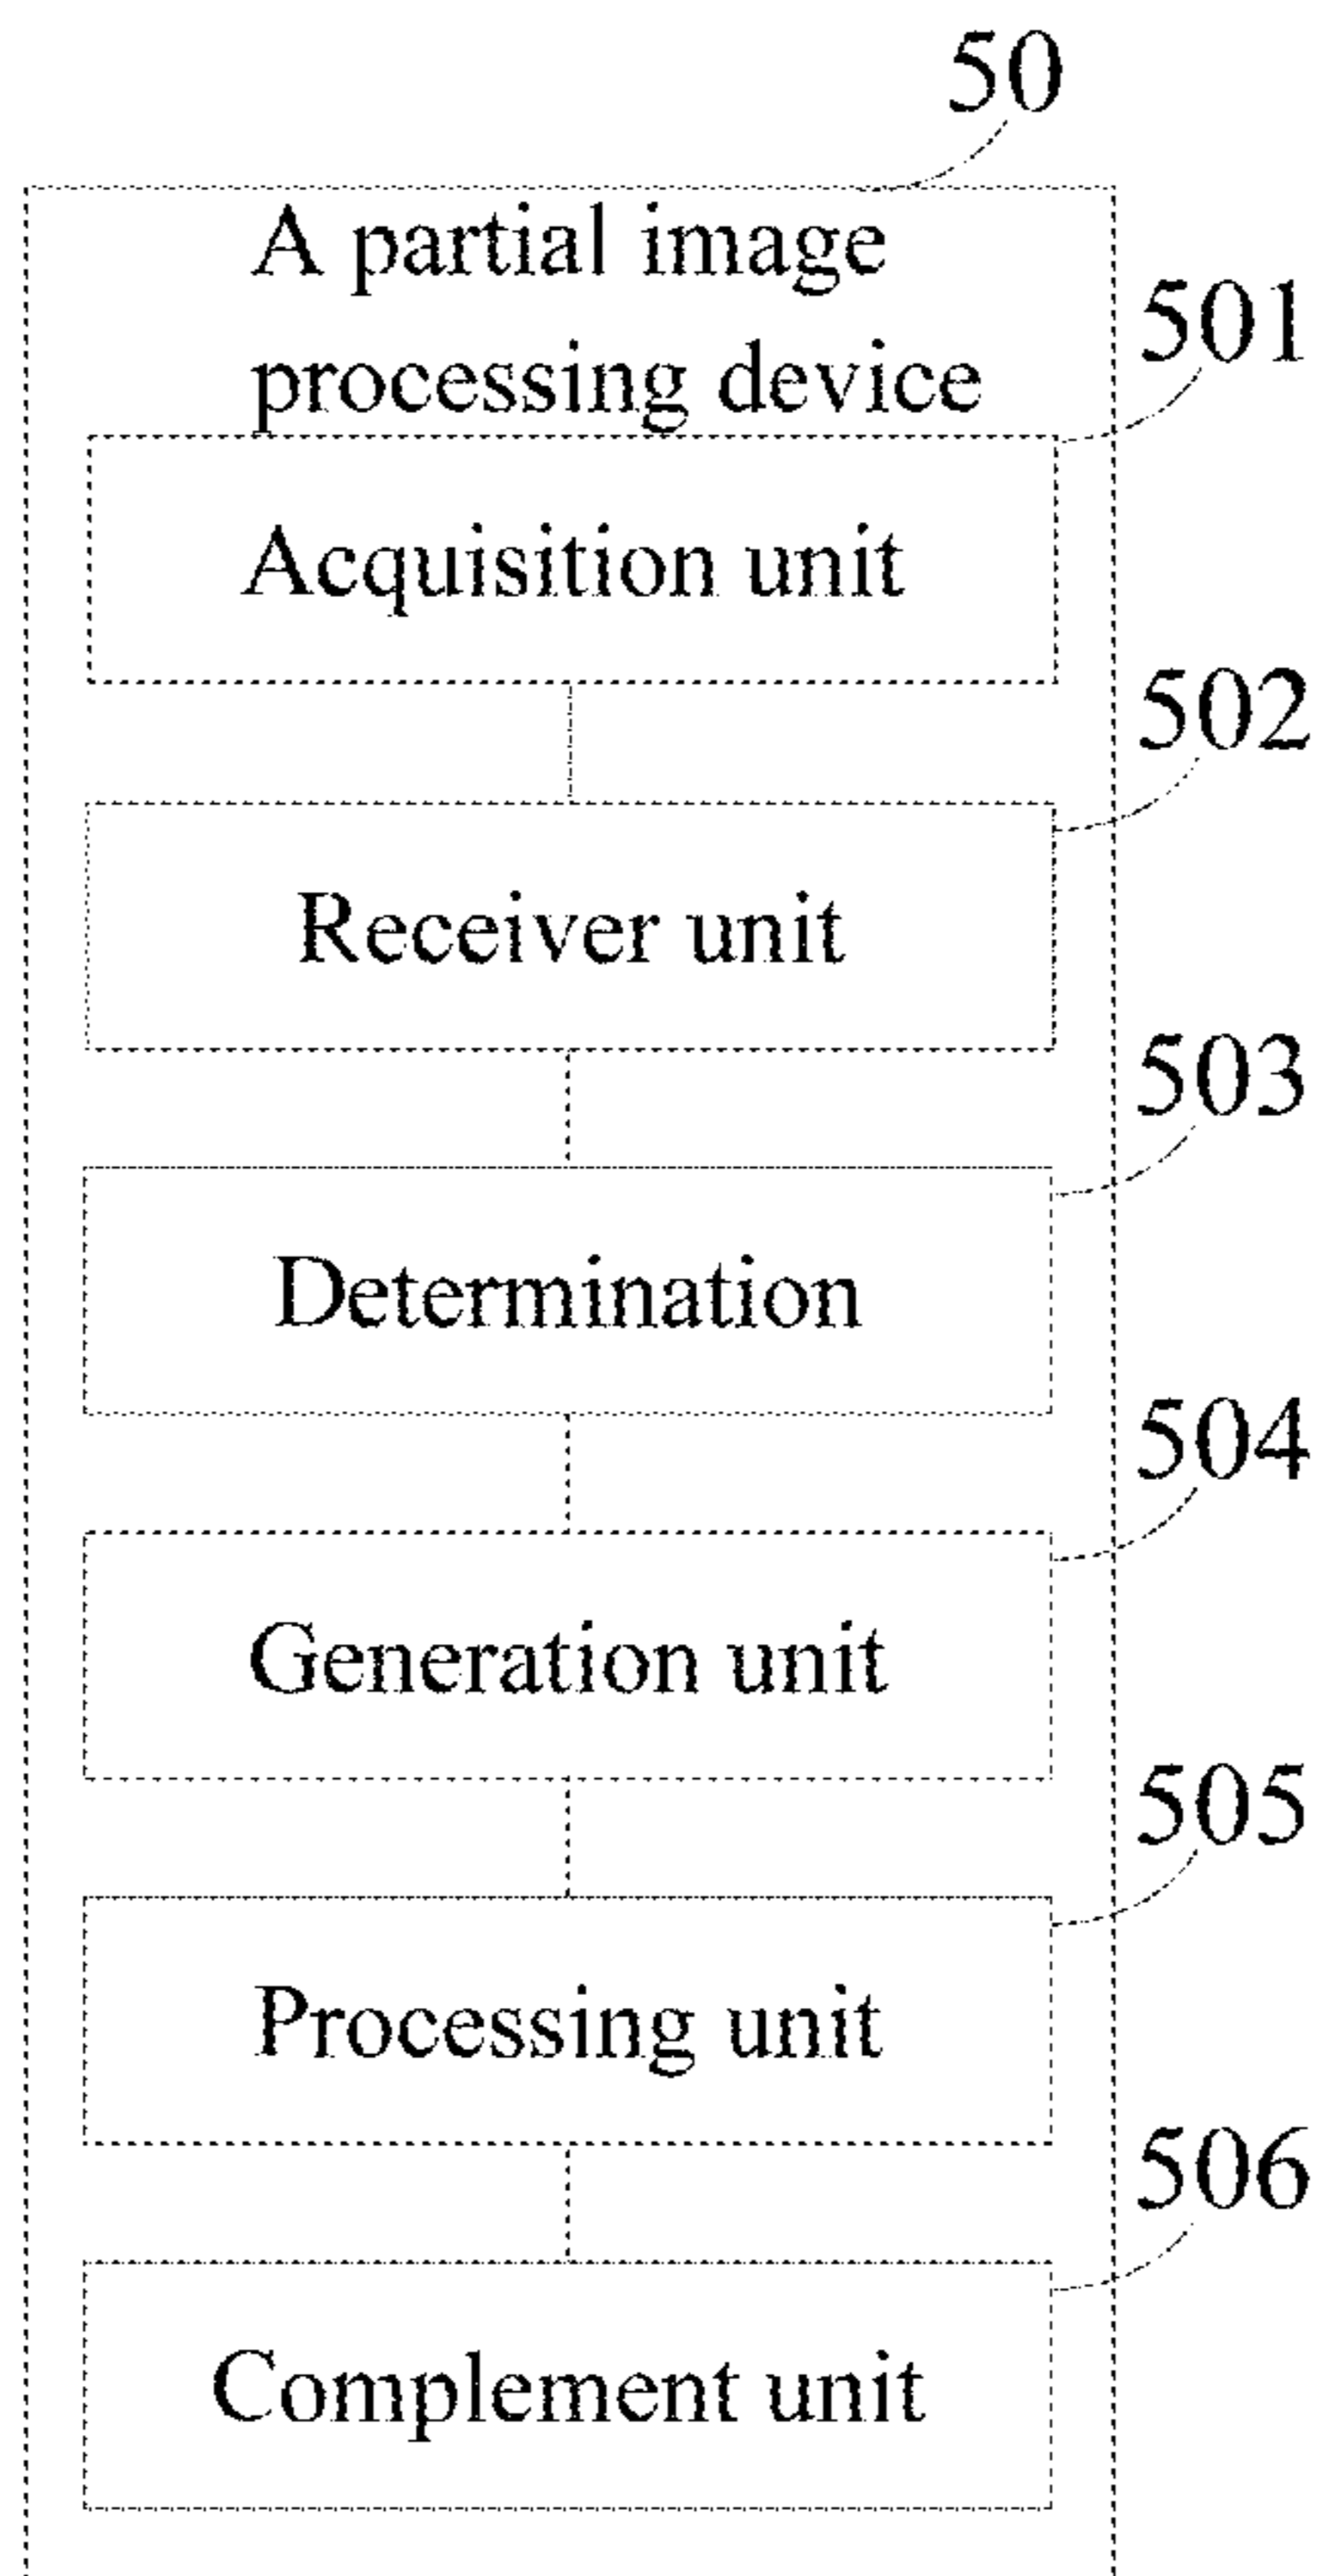 50
A partial image
processing device
501
Acquisition unit
502
Receiver unit
503
Determination
504
Generation unit
505
Processing unit
506
Complement unit